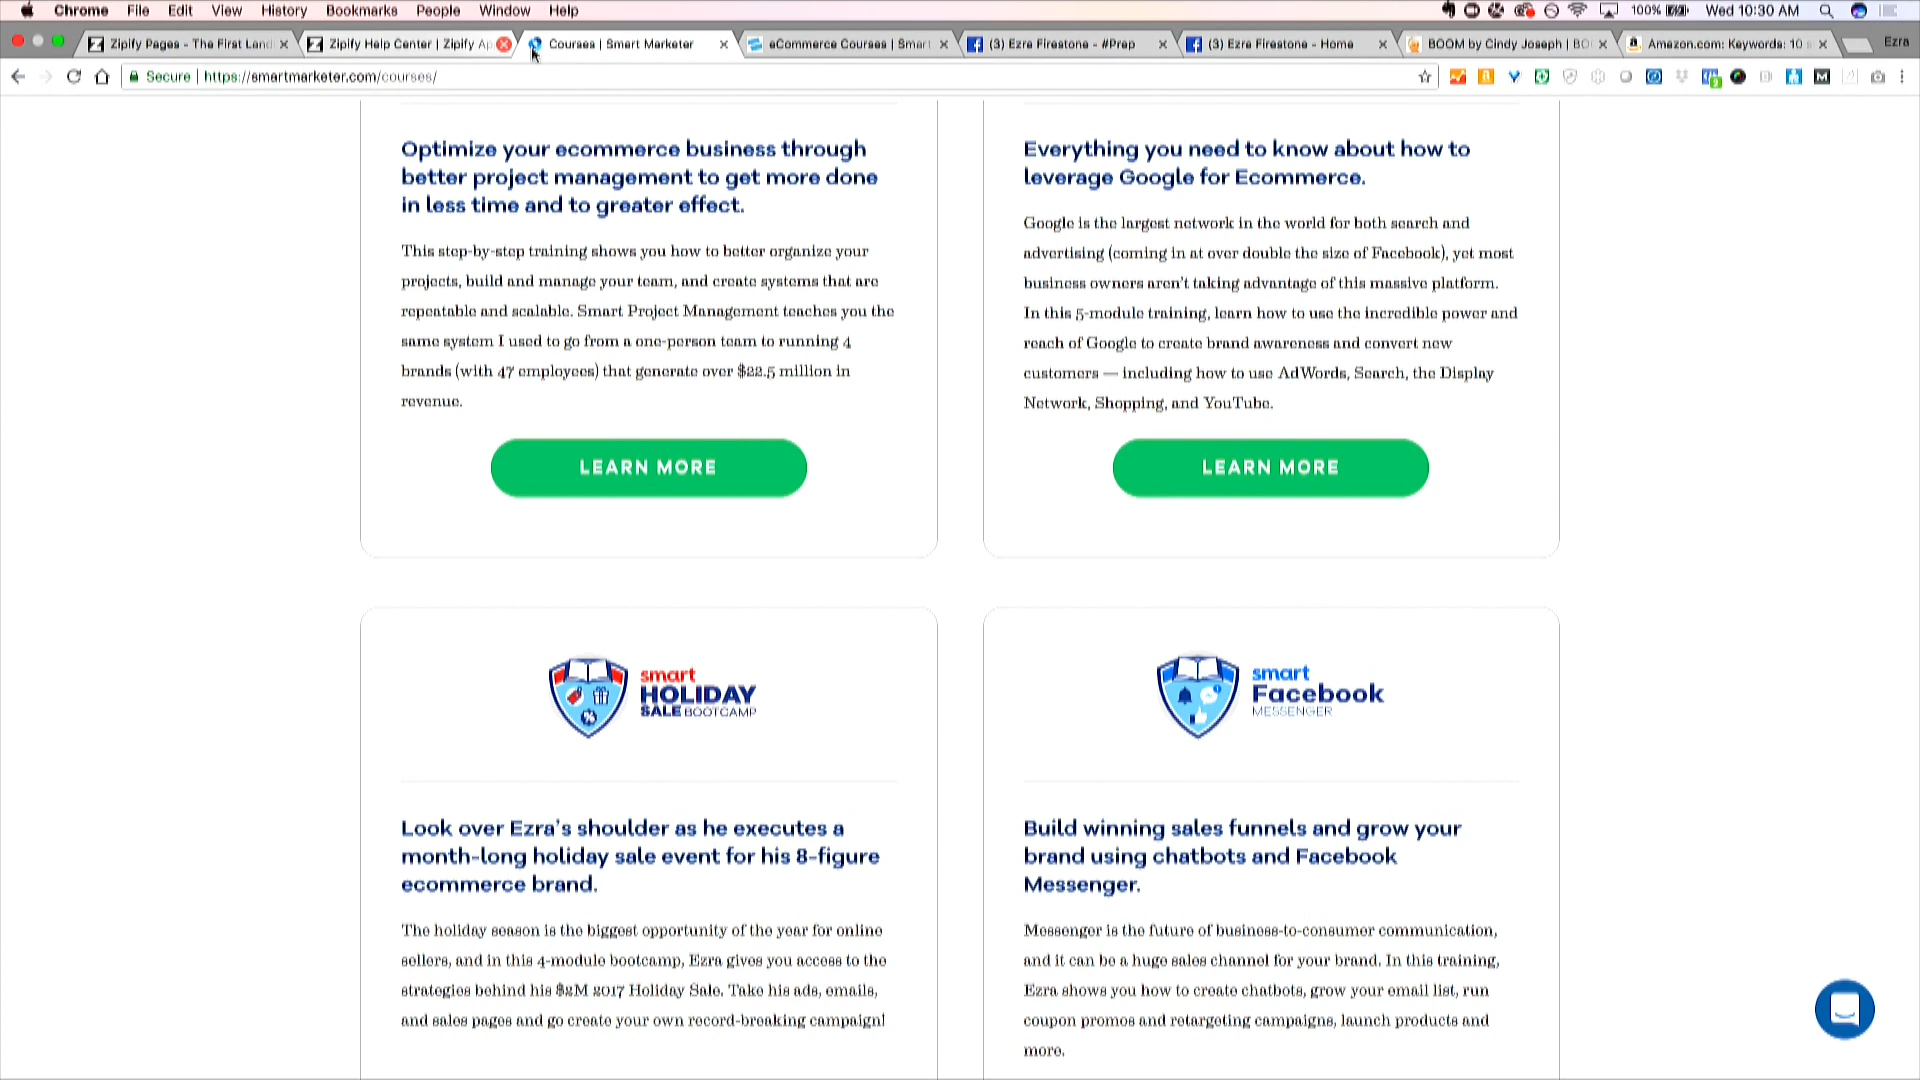 Chrome File Edit View History Bookmarks People Window Help 100% Wed 10:30 AM
Zipify Pages - The First Land Zipify Help Center | Zipify Ap Courses | Smart Marketer eCommerce Courses | Smart (3) Ezra Firestone - #Prep (3) Ezra Firestone - Home BOOM by Cindy Joseph | BO Amazon.com: Keywords: 10 Ezra
Secure https://smartmarketer.com/courses/
Optimize your ecommerce business through
better project management to get more done
in less time and to greater effect.
This step-by-step training shows you how to better organize your
projects, build and manage your team, and create systems that are
repeatable and scalable. Smart Project Management teaches you the
same system I used to go from a one-person team to running 4
brands (with 47 employees) that generate over $22.5 million in
revenue.
LEARN MORE
Everything you need to know about how to
leverage Google for Ecommerce.
Google is the largest network in the world for both search and
advertising (coming in at over double the size of Facebook), yet most
business owners aren't taking advantage of this massive platform.
In this 5-module training, learn how to use the incredible power and
reach of Google to create brand awareness and convert new
customers — including how to use AdWords, Search, the Display
Network, Shopping, and YouTube.
LEARN MORE
smart
HOLIDAY
SALE BOOTCAMP
Look over Ezra's shoulder as he executes a
month-long holiday sale event for his 8-figure
ecommerce brand.
The holiday season is the biggest opportunity of the year for online
sellers, and in this 4-module bootcamp, Ezra gives you access to the
strategies behind his $2M 2017 Holiday Sale. Take his ads, emails,
and sales pages and go create your own record-breaking campaign!
smart
Facebook
MESSENGER
Build winning sales funnels and grow your
brand using chatbots and Facebook
Messenger.
Messenger is the future of business-to-consumer communication,
and it can be a huge sales channel for your brand. In this training,
Ezra shows you how to create chatbots, grow your email list, run
coupon promos and retargeting campaigns, launch products and
more.